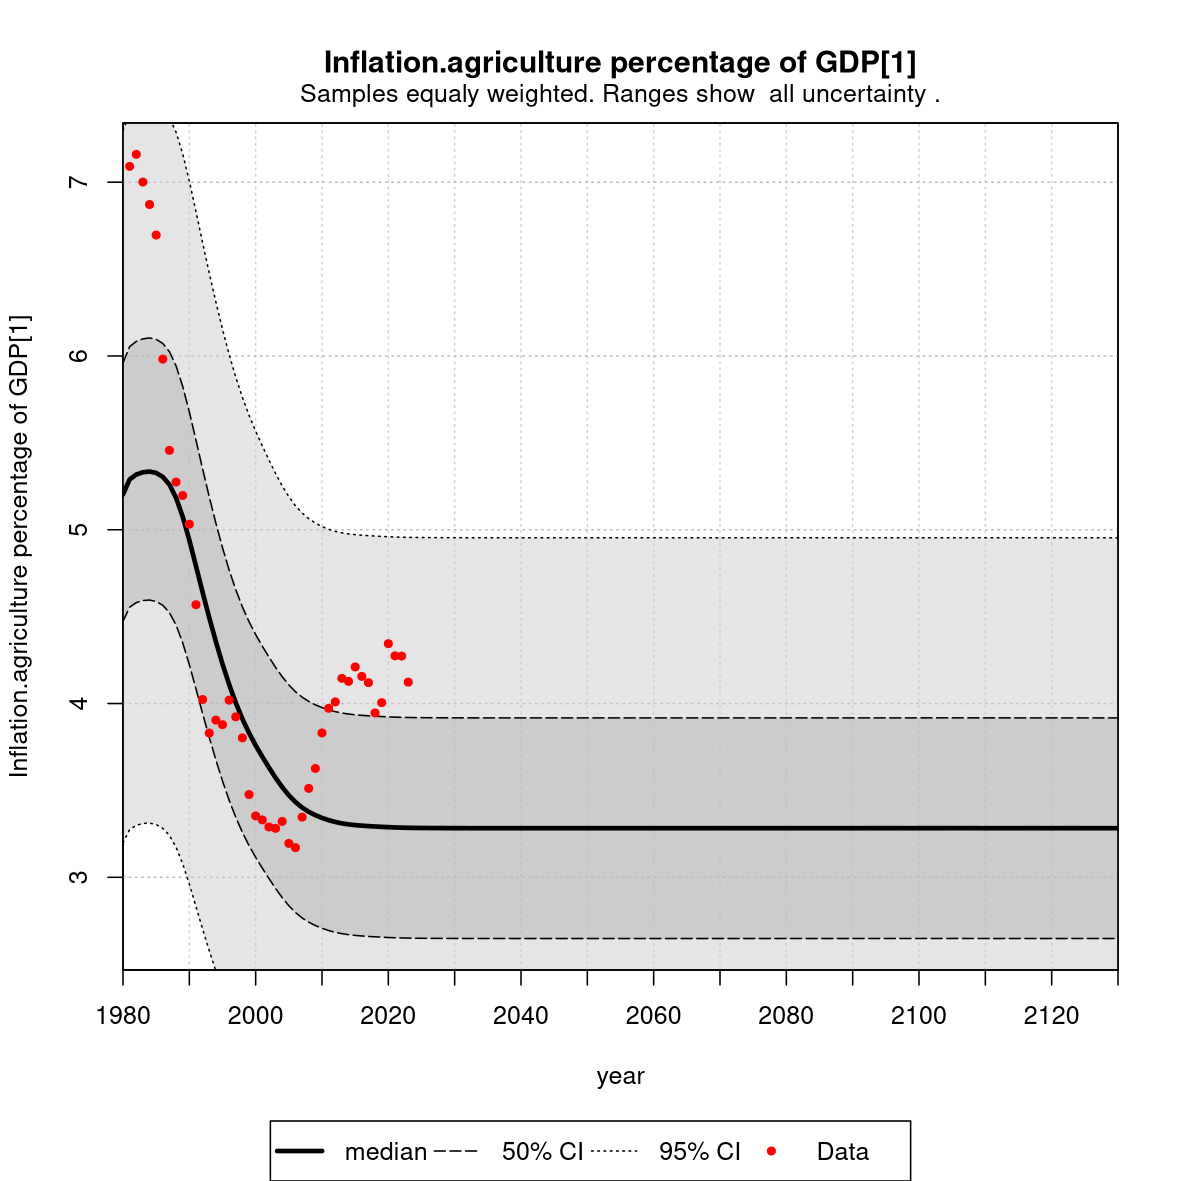 Inflation.agriculture percentage of GDP[1]
Samples equaly weighted. Ranges show  all uncertainty .
Inflation.agriculture percentage of GDP[1]
7
6
5
4
3
1980 2000 2020 2040 2060 2080 2100 2120
year
median 50% CI 95% CI Data